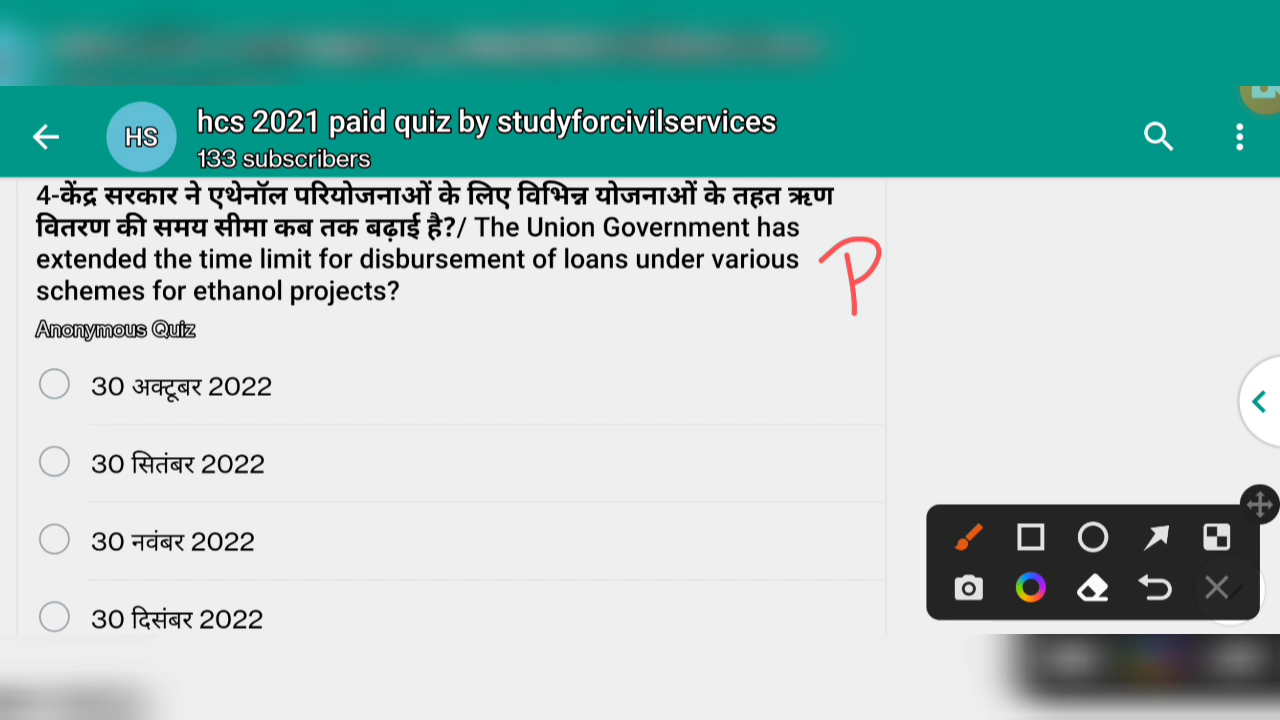 HS
hcs 2021 paid quiz by studyforcivilservices
133 subscribers
4-केंद्र सरकार ने एथेनॉल परियोजनाओं के लिए विभिन्न योजनाओं के तहत ऋण
वितरण की समय सीमा कब तक बढ़ाई है?/ The Union Government has
extended the time limit for disbursement of loans under various
schemes for ethanol projects?
P
Anonymous Quiz
30 अक्टूबर 2022
30 सितंबर 2022
30 नवंबर 2022
30 दिसंबर 2022